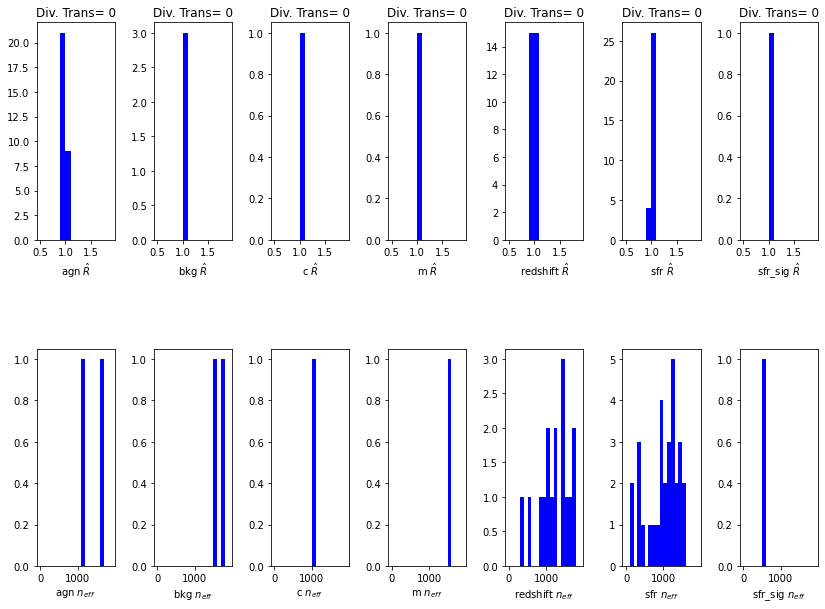 Div. Trans= 0 Div. Trans= 0 Div. Trans= 0 Div. Trans= 0 Div. Trans= 0 Div. Trans= 0 Div. Trans= 0
20.0 17.5 15.0 12.5 10.0 7.5 5.0 2.5 0.0
3.0 2.5 2.0 1.5 1.0 0.5 0.0
1.0 0.8 0.6 0.4 0.2 0.0
1.0 0.8 0.6 0.4 0.2 0.0
14 12 10 8 6 4 2 0
25 20 15 10 5 0
1.0 0.8 0.6 0.4 0.2 0.0
0.5 1.0 1.5 0.5 1.0 1.5 0.5 1.0 1.5 0.5 1.0 1.5 0.5 1.0 1.5 0.5 1.0 1.5 0.5 1.0 1.5
agn R̂ bkg R̂ c R̂ m R̂ redshift R̂ sfr R̂ sfr_sig R̂
1.0 0.8 0.6 0.4 0.2 0.0
1.0 0.8 0.6 0.4 0.2 0.0
1.0 0.8 0.6 0.4 0.2 0.0
1.0 0.8 0.6 0.4 0.2 0.0
3.0 2.5 2.0 1.5 1.0 0.5 0.0
5 4 3 2 1 0
1.0 0.8 0.6 0.4 0.2 0.0
0 1000 0 1000 0 1000 0 1000 0 1000 0 1000 0 1000
agn neff bkg neff c neff m neff redshift neff sfr neff sfr_sig neff